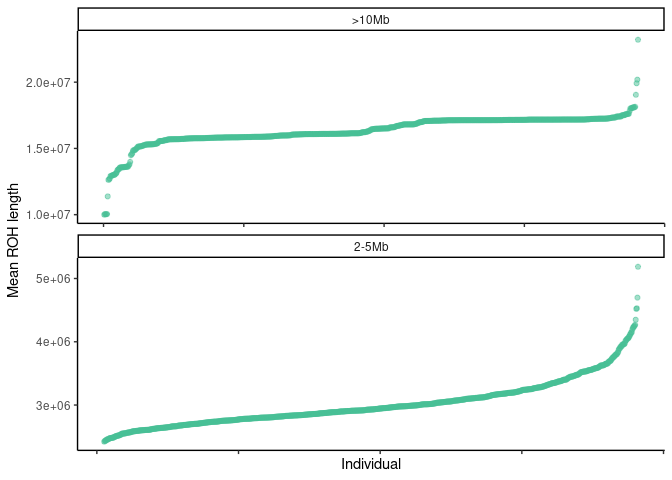 >10Mb
2.0e+07
1.5e+07
1.0e+07
Mean ROH length
2-5Mb
5e+06
4e+06
3e+06
Individual